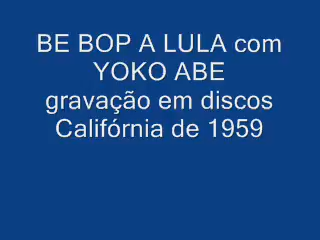 BE BOP A LULA com
YOKO ABE
gravação em discos
Califórnia de 1959